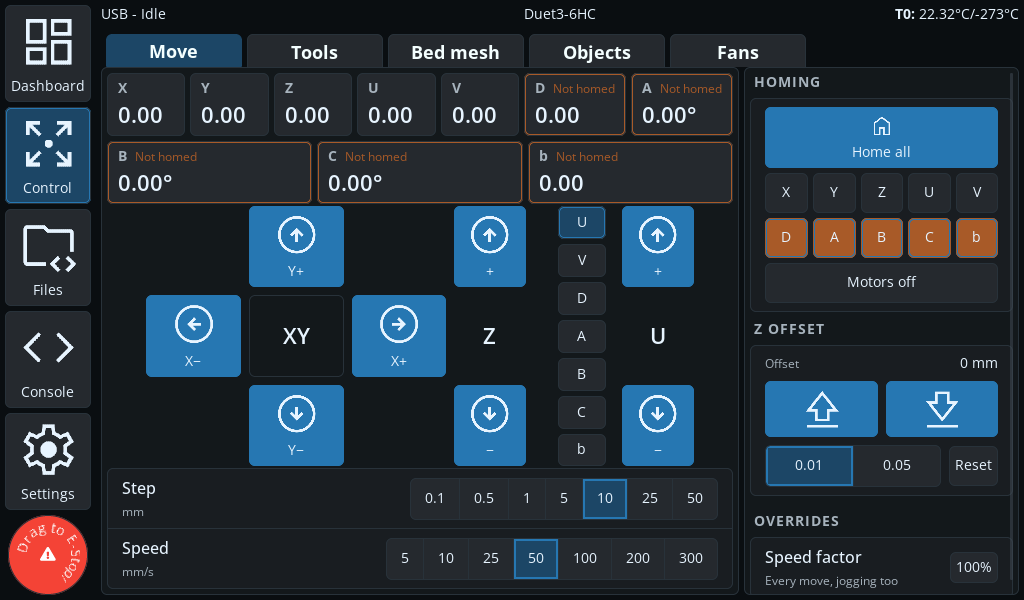 USB - Idle
Duet3-6HC
T0: 22.32°C/-273°C
Dashboard
Control
Files
Console
Settings
Drag to E-Stop!
Move
Tools
Bed mesh
Objects
Fans
X
0.00
Y
0.00
Z
0.00
U
0.00
V
0.00
D Not homed
0.00
A Not homed
0.00°
B Not homed
0.00°
C Not homed
0.00°
b Not homed
0.00
Y+
X−
XY
X+
Y−
+
Z
−
U
V
D
A
B
C
b
+
U
−
Step
mm
0.1 0.5 1 5 10 25 50
Speed
mm/s
5 10 25 50 100 200 300
HOMING
Home all
X Y Z U V
D A B C b
Motors off
Z OFFSET
Offset 0 mm
0.01 0.05 Reset
OVERRIDES
Speed factor
Every move, jogging too
100%